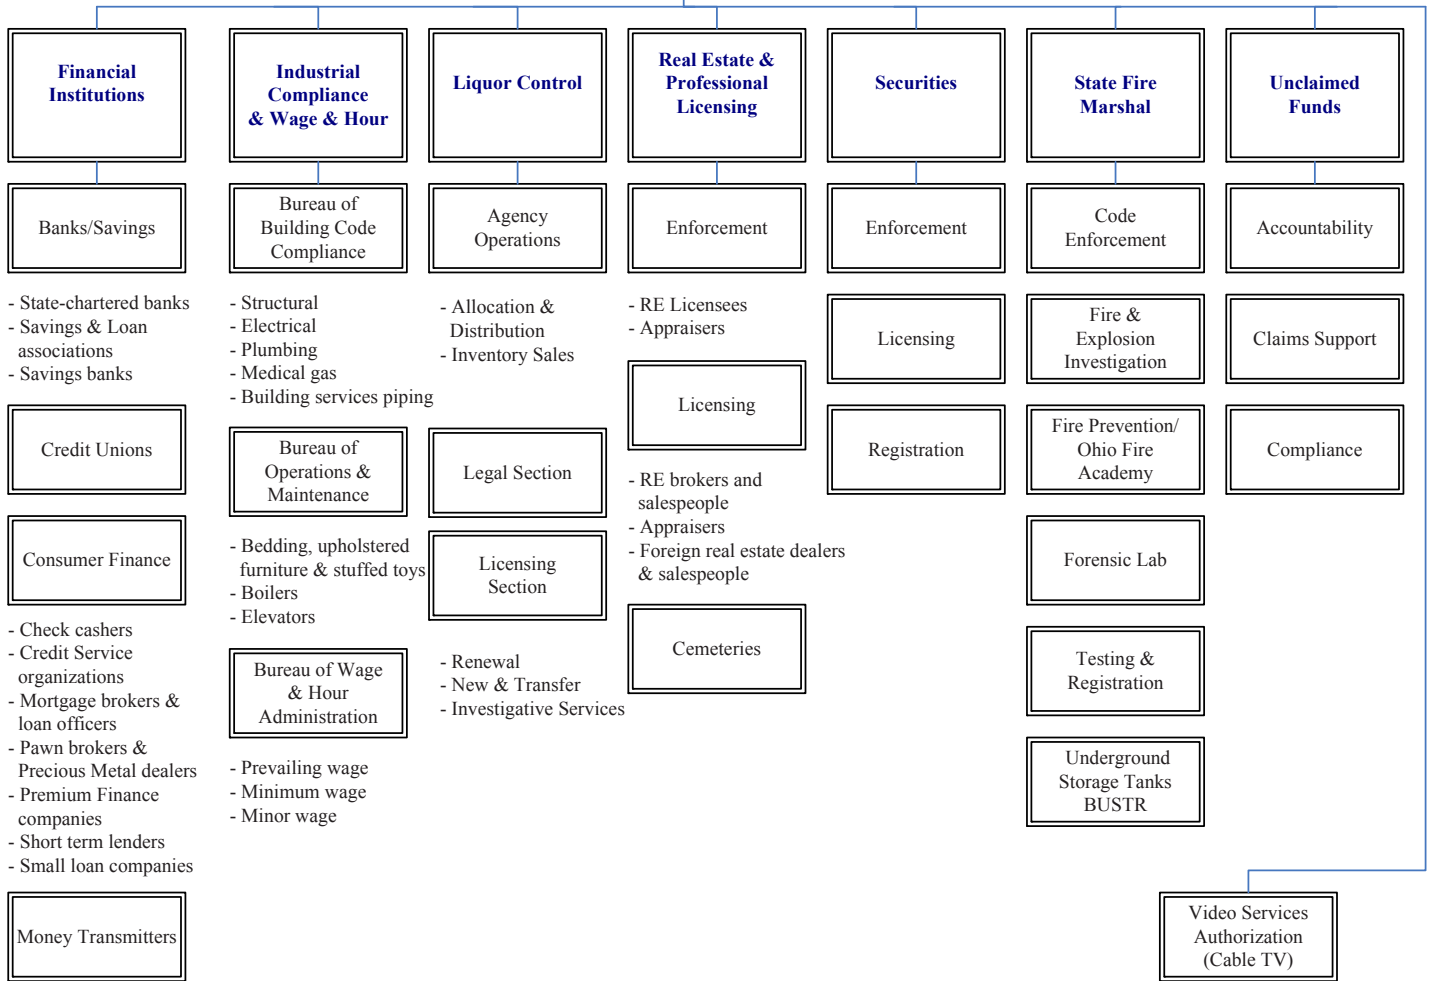 Financial
Institutions
Industrial
Compliance
& Wage & Hour
Liquor Control
Real Estate &
Professional
Licensing
Securities
State Fire
Marshal
Unclaimed
Funds
Banks/Savings
- State-chartered banks
- Savings & Loan
associations
- Savings banks
Credit Unions
Consumer Finance
- Check cashers
- Credit Service
organizations
- Mortgage brokers &
loan officers
- Pawn brokers &
Precious Metal dealers
- Premium Finance
companies
- Short term lenders
- Small loan companies
Money Transmitters
Bureau of
Building Code
Compliance
- Structural
- Electrical
- Plumbing
- Medical gas
- Building services piping
Bureau of
Operations &
Maintenance
- Bedding, upholstered
furniture & stuffed toys
- Boilers
- Elevators
Bureau of Wage
& Hour
Administration
- Prevailing wage
- Minimum wage
- Minor wage
Agency
Operations
- Allocation &
Distribution
- Inventory Sales
Legal Section
Licensing
Section
- Renewal
- New & Transfer
- Investigative Services
Enforcement
- RE Licensees
- Appraisers
Licensing
- RE brokers and
salespeople
- Appraisers
- Foreign real estate dealers
& salespeople
Cemeteries
Enforcement
Licensing
Registration
Code
Enforcement
Fire &
Explosion
Investigation
Fire Prevention/
Ohio Fire
Academy
Forensic Lab
Testing &
Registration
Underground
Storage Tanks
BUSTR
Accountability
Claims Support
Compliance
Video Services
Authorization
(Cable TV)